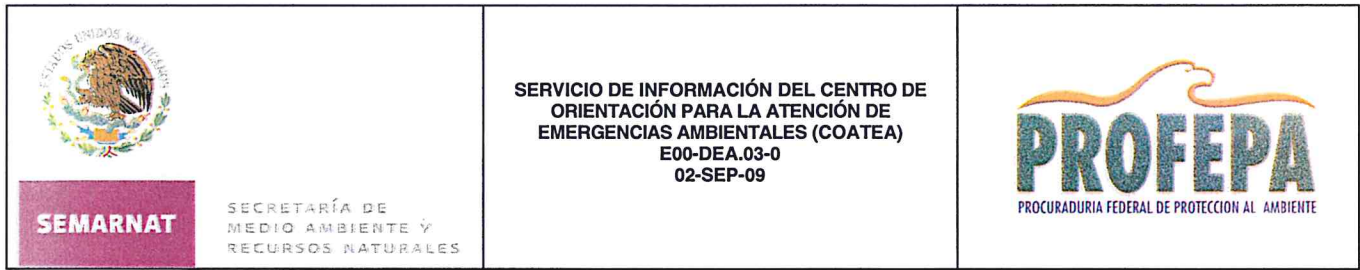 ESTADOS UNIDOS MEXICANOS
SEMARNAT
SECRETARÍA DE
MEDIO AMBIENTE Y
RECURSOS NATURALES
SERVICIO DE INFORMACIÓN DEL CENTRO DE
ORIENTACIÓN PARA LA ATENCIÓN DE
EMERGENCIAS AMBIENTALES (COATEA)
E00-DEA.03-0
02-SEP-09
PROFEPA
PROCURADURIA FEDERAL DE PROTECCION AL AMBIENTE